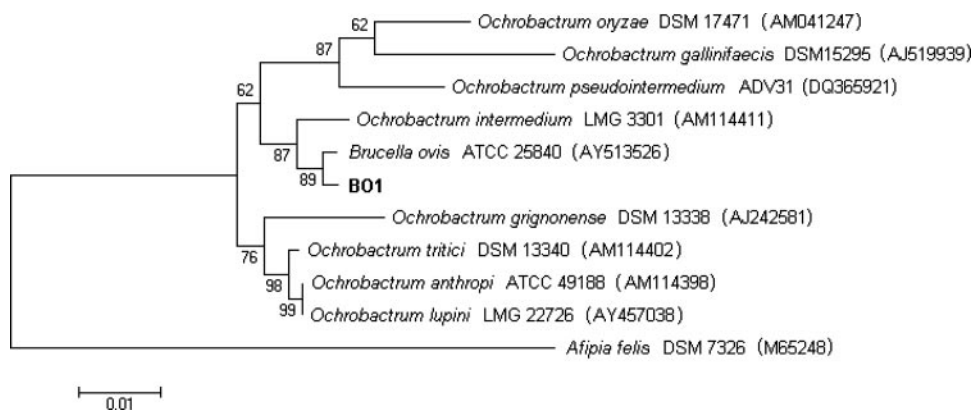 Ochrobactrum oryzae DSM 17471 (AM041247)
62
Ochrobactrum gallinifaecis DSM15295 (AJ519939)
87
Ochrobactrum pseudointermedium ADV31 (DQ365921)
62
Ochrobactrum intermedium LMG 3301 (AM114411)
87
Brucella ovis ATCC 25840 (AY513526)
89
BO1
Ochrobactrum grignonense DSM 13338 (AJ242581)
76
Ochrobactrum tritici DSM 13340 (AM114402)
98
Ochrobactrum anthropi ATCC 49188 (AM114398)
99
Ochrobactrum lupini LMG 22726 (AY457038)
Afipia felis DSM 7326 (M65248)
0.01